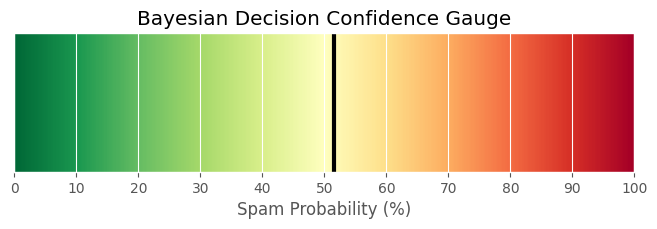 Bayesian Decision Confidence Gauge
0 10 20 30 40 50 60 70 80 90 100
Spam Probability (%)